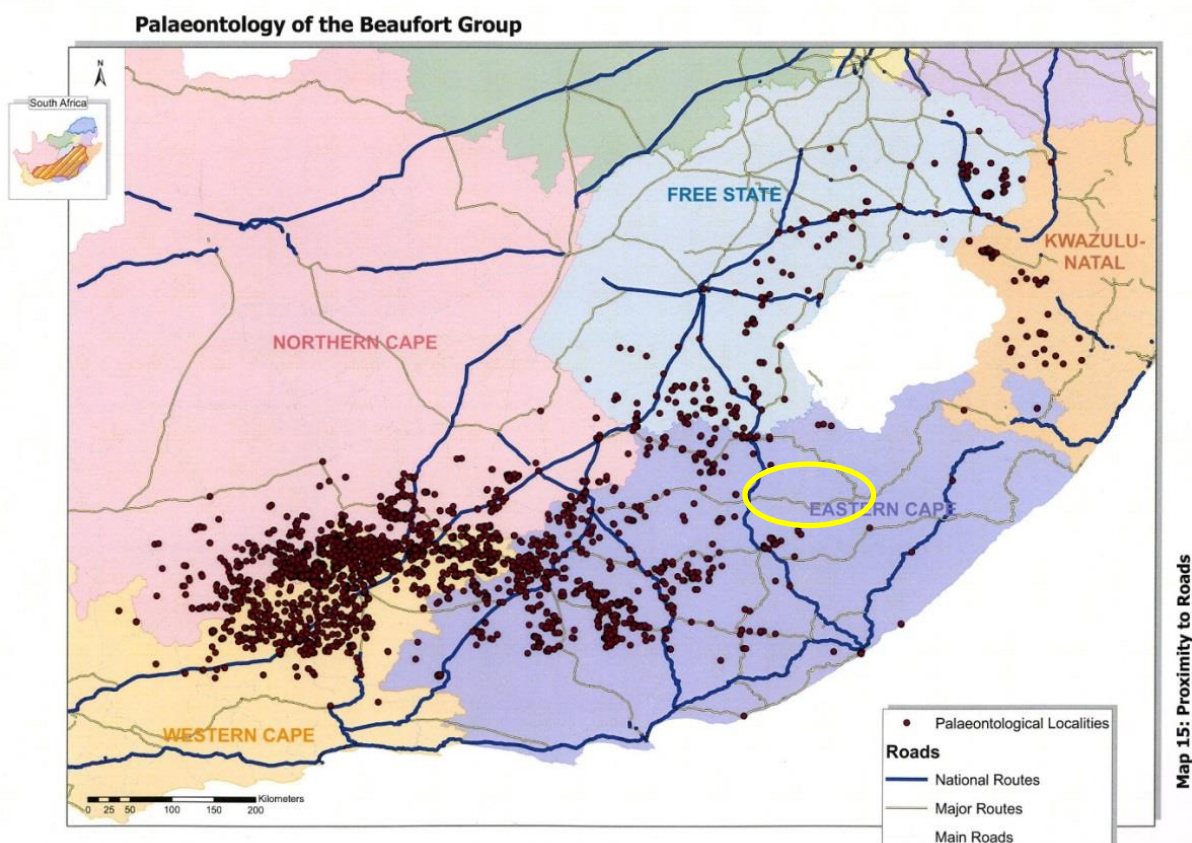 Palaeontology of the Beaufort Group
N
South Africa
FREE STATE
KWAZULU-
NATAL
NORTHERN CAPE
EASTERN CAPE
WESTERN CAPE
Kilometers
0 25 50 100 150 200
Palaeontological Localities
Roads
National Routes
Major Routes
Main Roads
Map 15: Proximity to Roads